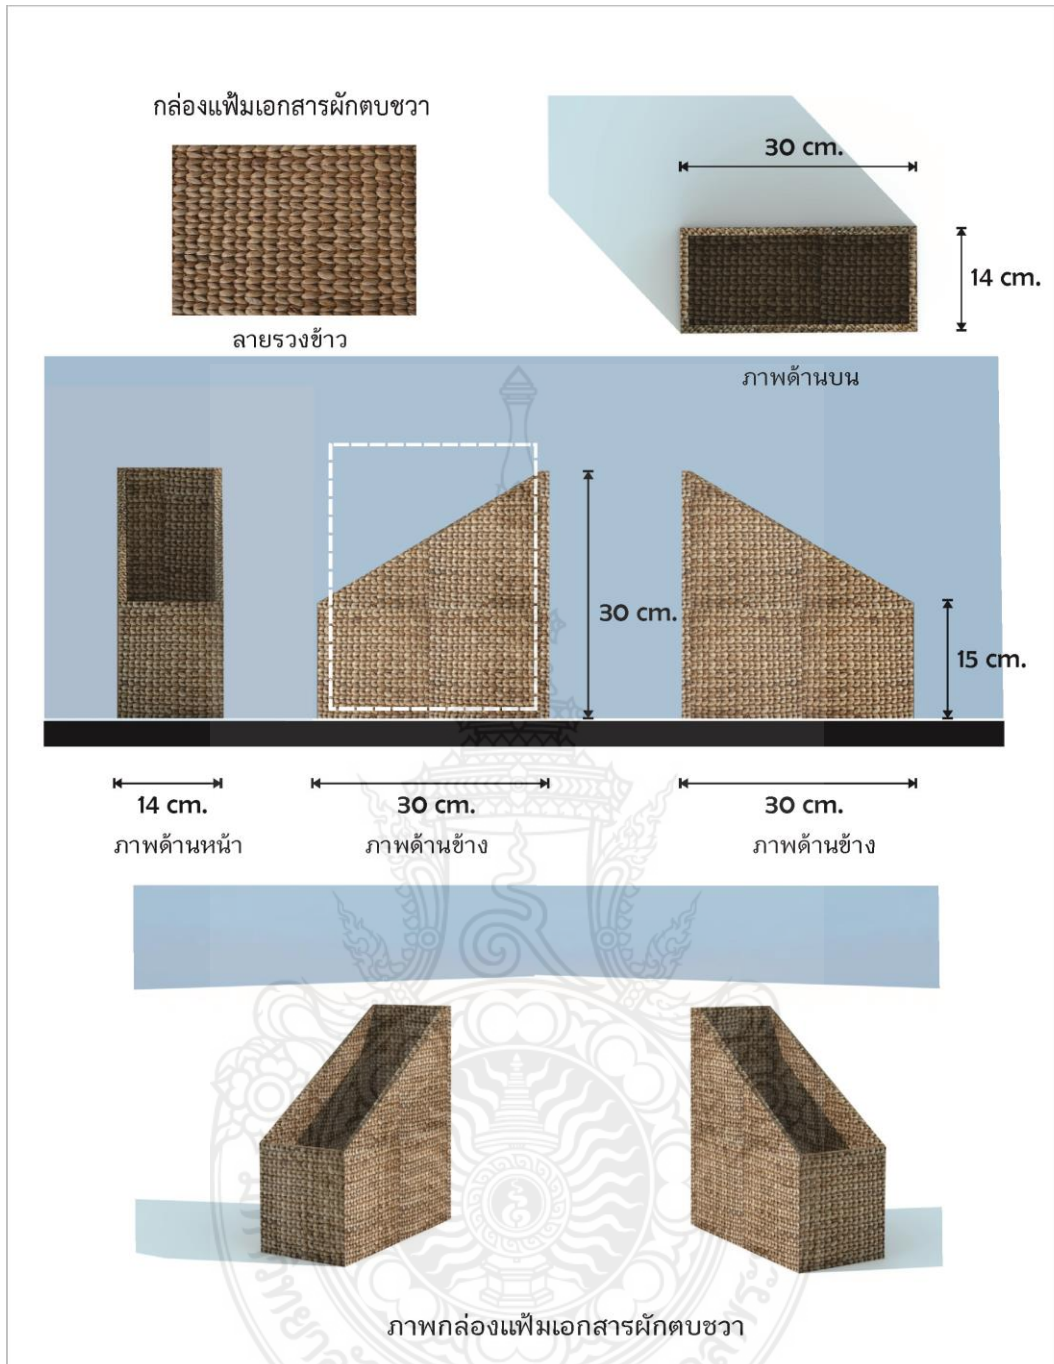 กล่องแฟ้มเอกสารผักตบชวา
ลายรวงข้าว
30 cm.
14 cm.
ภาพด้านบน
30 cm.
15 cm.
14 cm.
30 cm.
30 cm.
ภาพด้านหน้า
ภาพด้านข้าง
ภาพด้านข้าง
ภาพกล่องแฟ้มเอกสารผักตบชวา